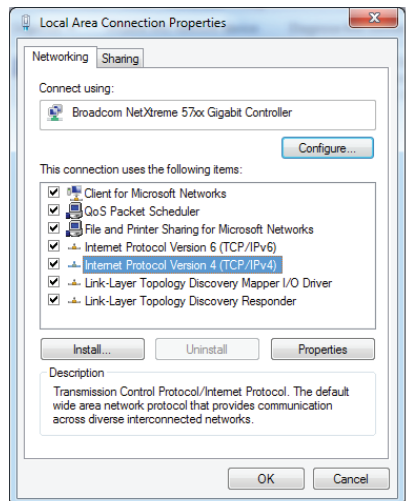 Local Area Connection Properties
Networking
Sharing
Connect using:
Broadcom NetXtreme 57xx Gigabit Controller
Configure...
This connection uses the following items:
Client for Microsoft Networks
QoS Packet Scheduler
File and Printer Sharing for Microsoft Networks
Internet Protocol Version 6 (TCP/IPv6)
Internet Protocol Version 4 (TCP/IPv4)
Link-Layer Topology Discovery Mapper I/O Driver
Link-Layer Topology Discovery Responder
Install...
Uninstall
Properties
Description
Transmission Control Protocol/Internet Protocol. The default
wide area network protocol that provides communication
across diverse interconnected networks.
OK
Cancel